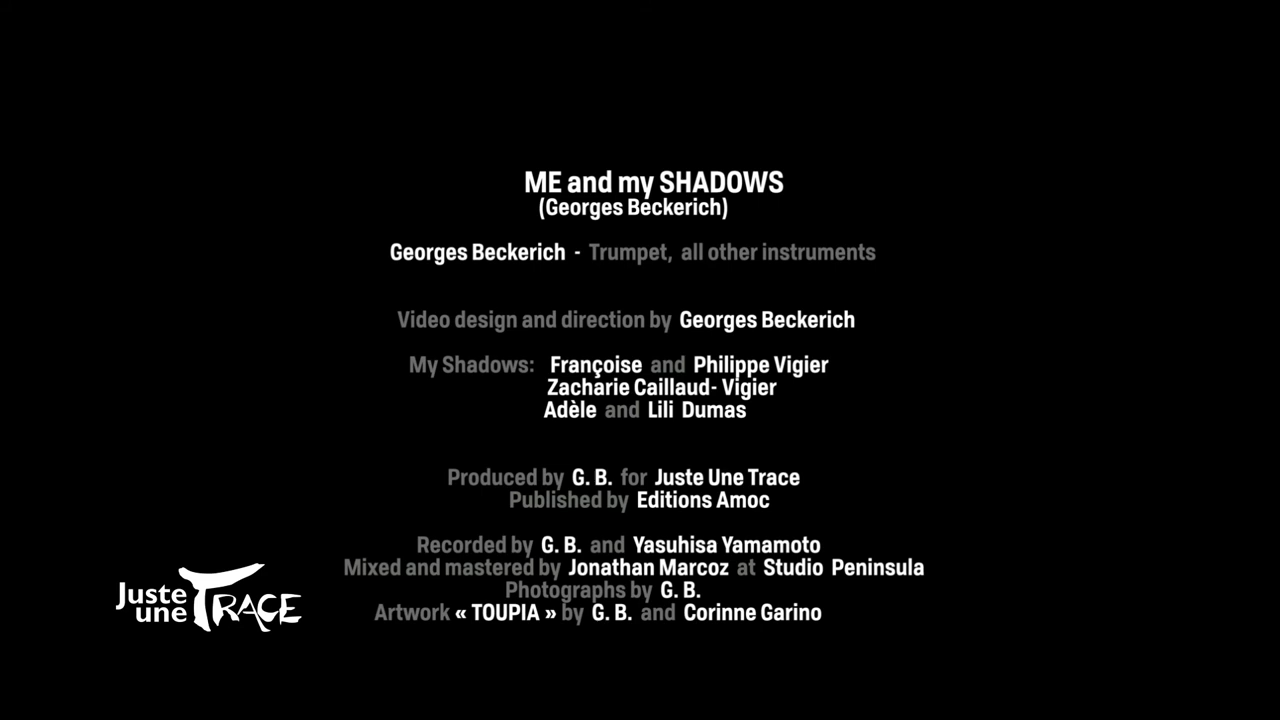 ME and my SHADOWS
(Georges Beckerich)
Georges Beckerich - Trumpet, all other instruments
Video design and direction by Georges Beckerich
My Shadows: Françoise and Philippe Vigier
Zacharie Caillaud- Vigier
Adèle and Lili Dumas
Produced by G. B. for Juste Une Trace
Published by Editions Amoc
Recorded by G. B. and Yasuhisa Yamamoto
Mixed and mastered by Jonathan Marcoz at Studio Peninsula
Photographs by G. B.
Artwork « TOUPIA » by G. B. and Corinne Garino
Juste
une TRACE